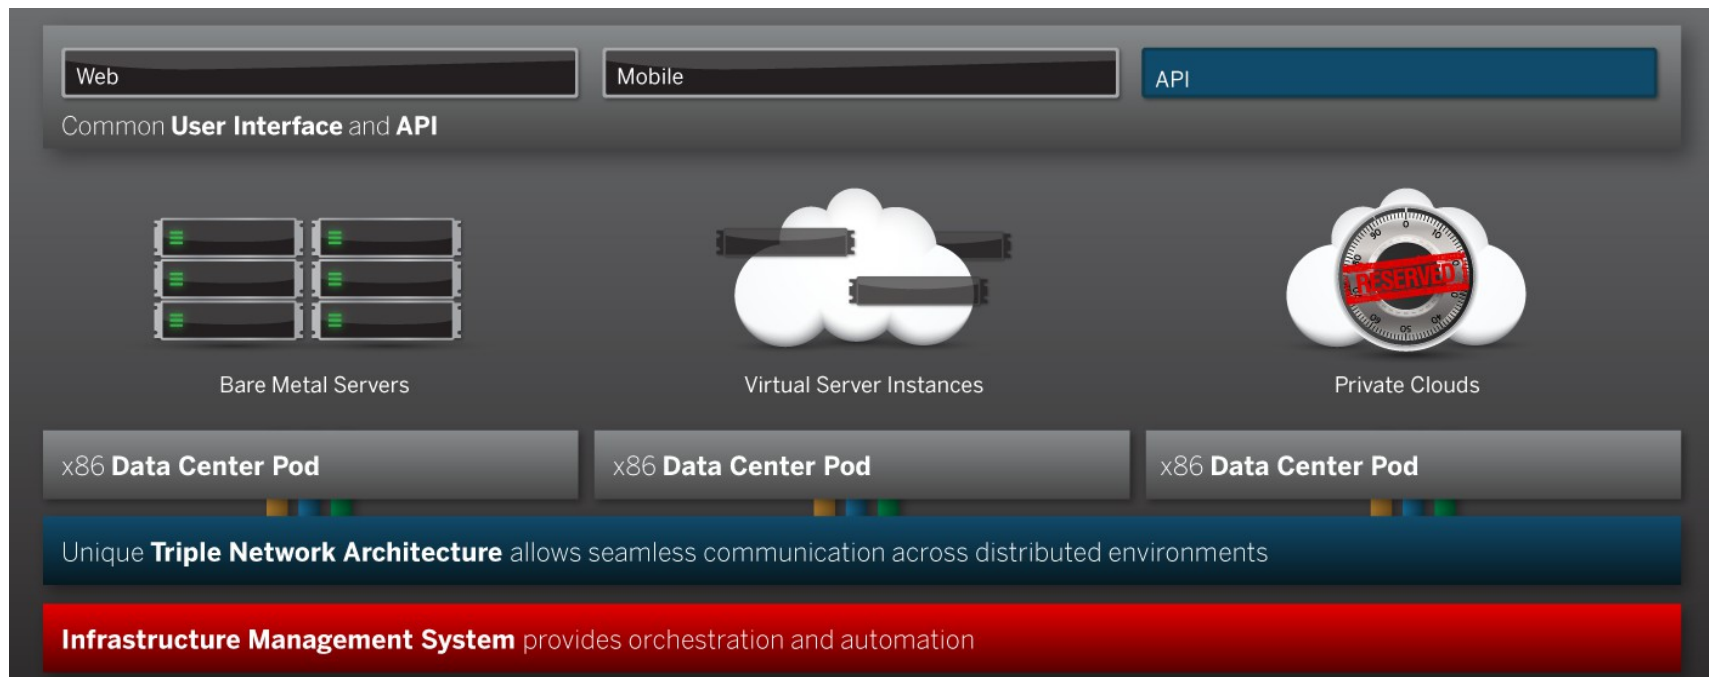 Web
Mobile
API
Common User Interface and API
RESERVED
Bare Metal Servers
Virtual Server Instances
Private Clouds
x86 Data Center Pod
x86 Data Center Pod
x86 Data Center Pod
Unique Triple Network Architecture allows seamless communication across distributed environments
Infrastructure Management System provides orchestration and automation